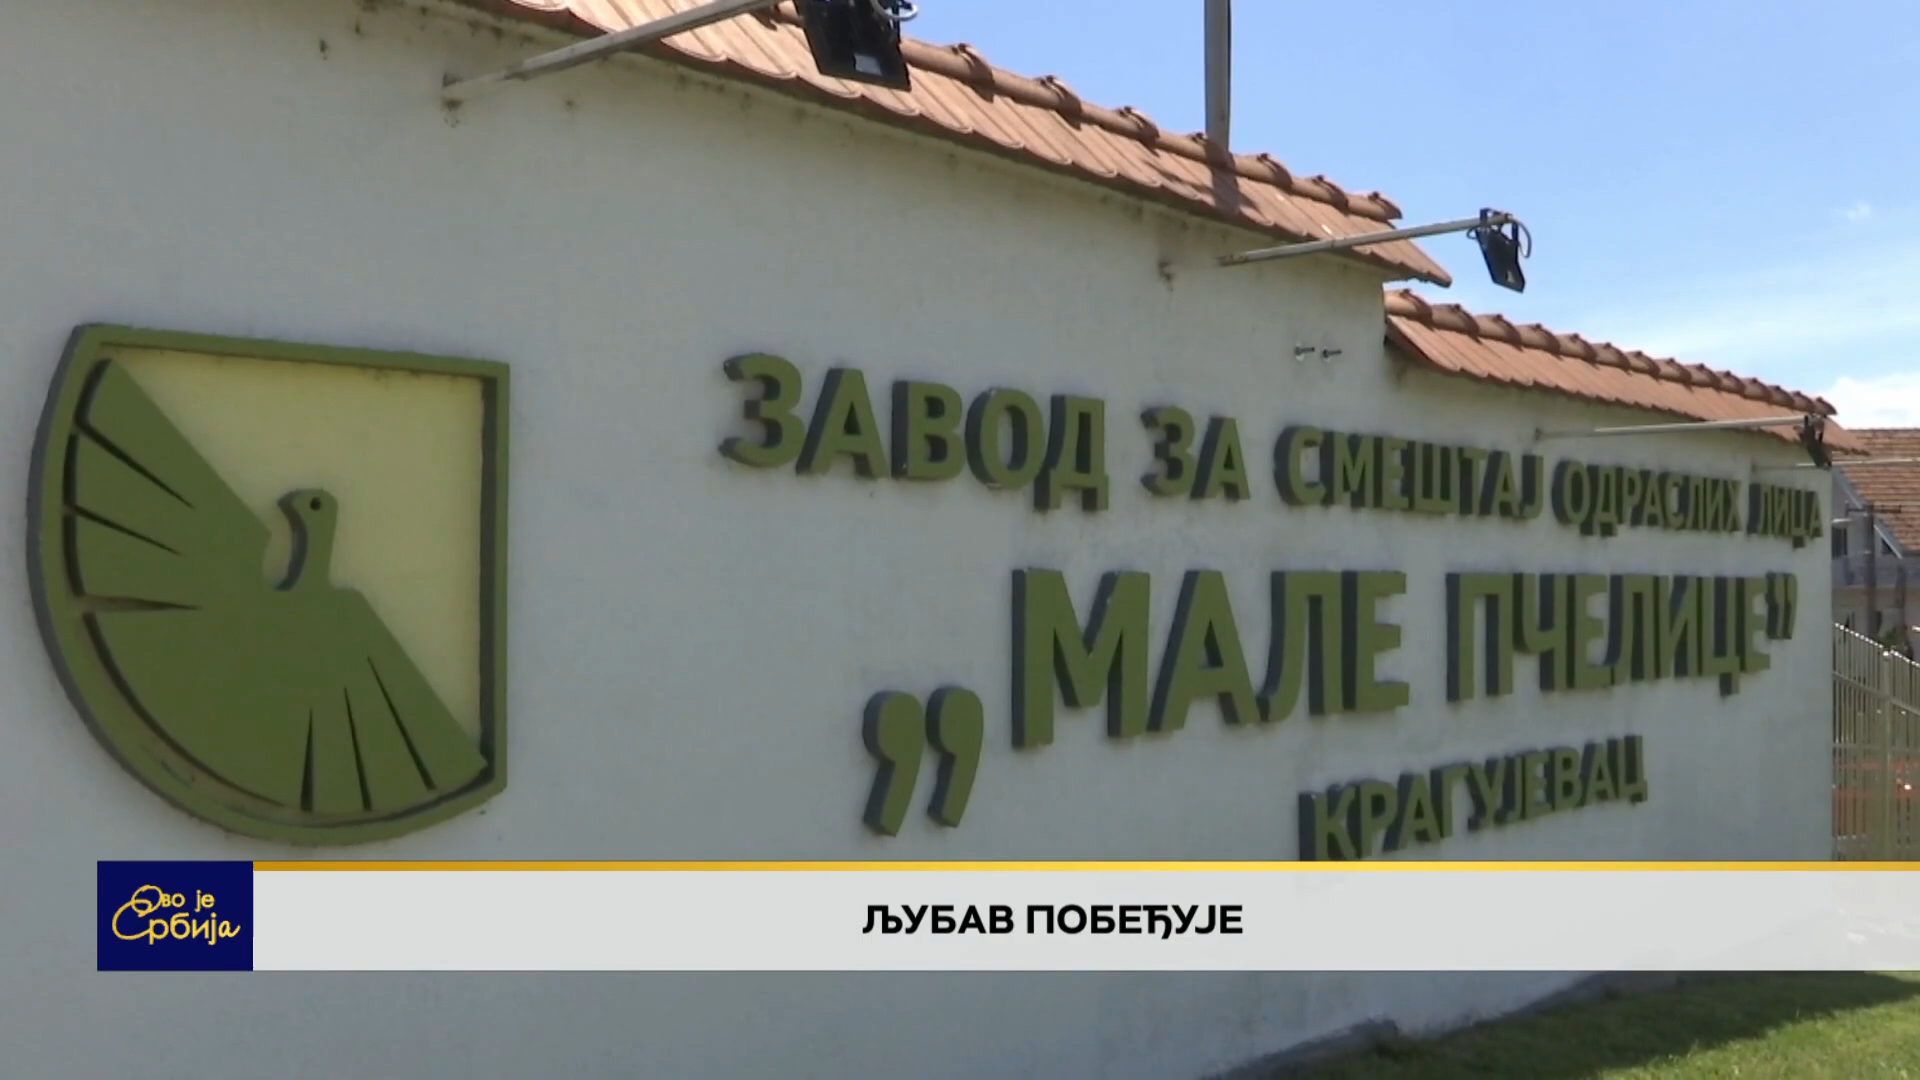 ЗАВОД ЗА СМЕШТАЈ ОДРАСЛИХ ЛИЦА
„МАЛЕ ПЧЕЛИЦЕ”
КРАГУЈЕВАЦ
Ово је
Србија
ЉУБАВ ПОБЕЂУЈЕ